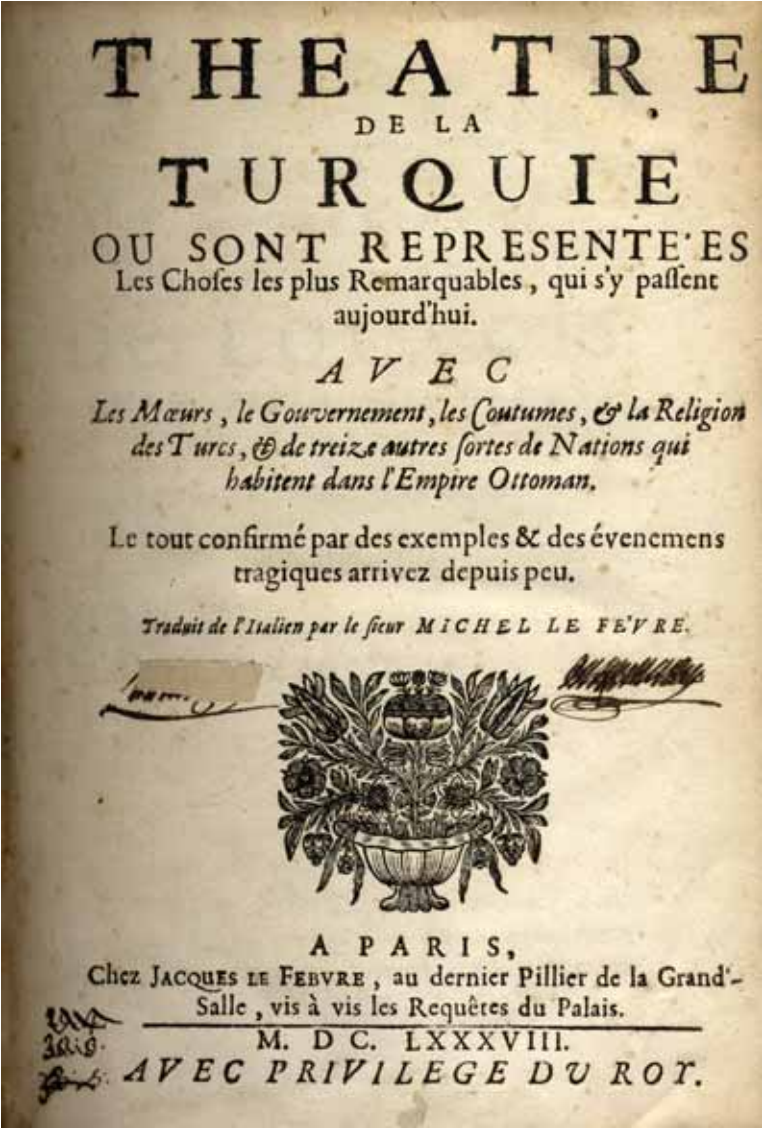 THEATRE
DE LA
TURQUIE
OU SONT REPRESENTE'ES
Les Choſes les plus Remarquables, qui s'y paſſent
aujourd'hui.
AVEC
Les Mœurs, le Gouvernement, les Coutumes, & la Religion
des Turcs, & de treize autres ſortes de Nations qui
habitent dans l'Empire Ottoman.
Le tout confirmé par des exemples & des évenemens
tragiques arrivez depuis peu.
Traduit de l'Italien par le ſieur MICHEL LE FE'VRE.
A PARIS,
Chez JACQUES LE FEBVRE, au dernier Pillier de la Grand'-
Salle, vis à vis les Requêtes du Palais.
M. DC. LXXXVIII.
AVEC PRIVILEGE DU ROY.